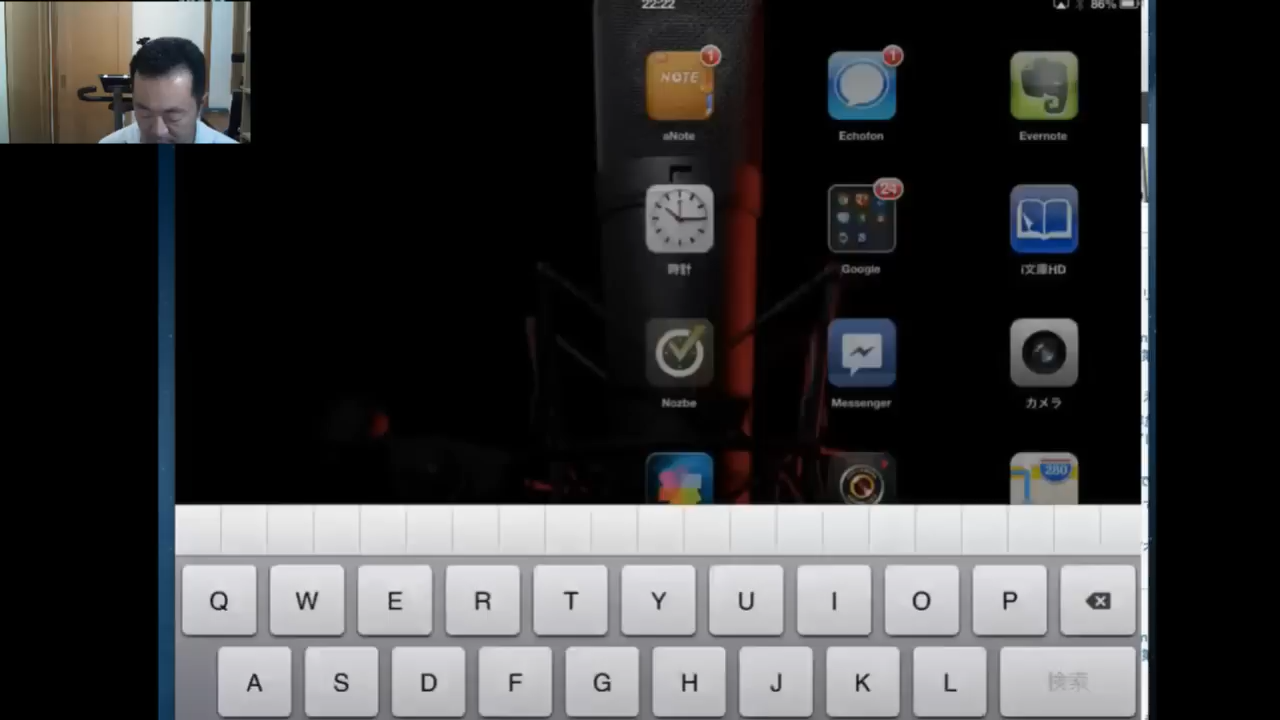 22:22
86%
1
1
NOTE
aNote
Echofon
Evernote
24
時計
Google
i文庫HD
Nozbe
Messenger
カメラ
280
Q W E R T Y U I O P
A S D F G H J K L 検索